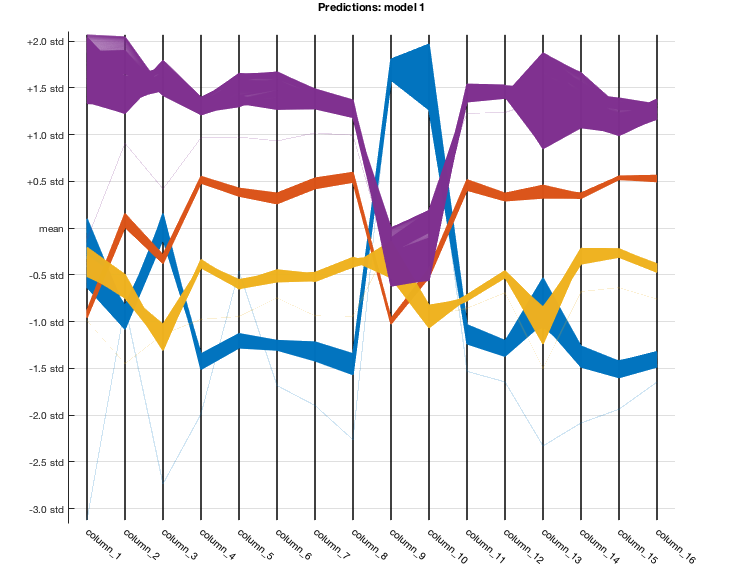 Predictions: model 1
+2.0 std
+1.5 std
+1.0 std
+0.5 std
mean
-0.5 std
-1.0 std
-1.5 std
-2.0 std
-2.5 std
-3.0 std
column_1
column_2
column_3
column_4
column_5
column_6
column_7
column_8
column_9
column_10
column_11
column_12
column_13
column_14
column_15
column_16